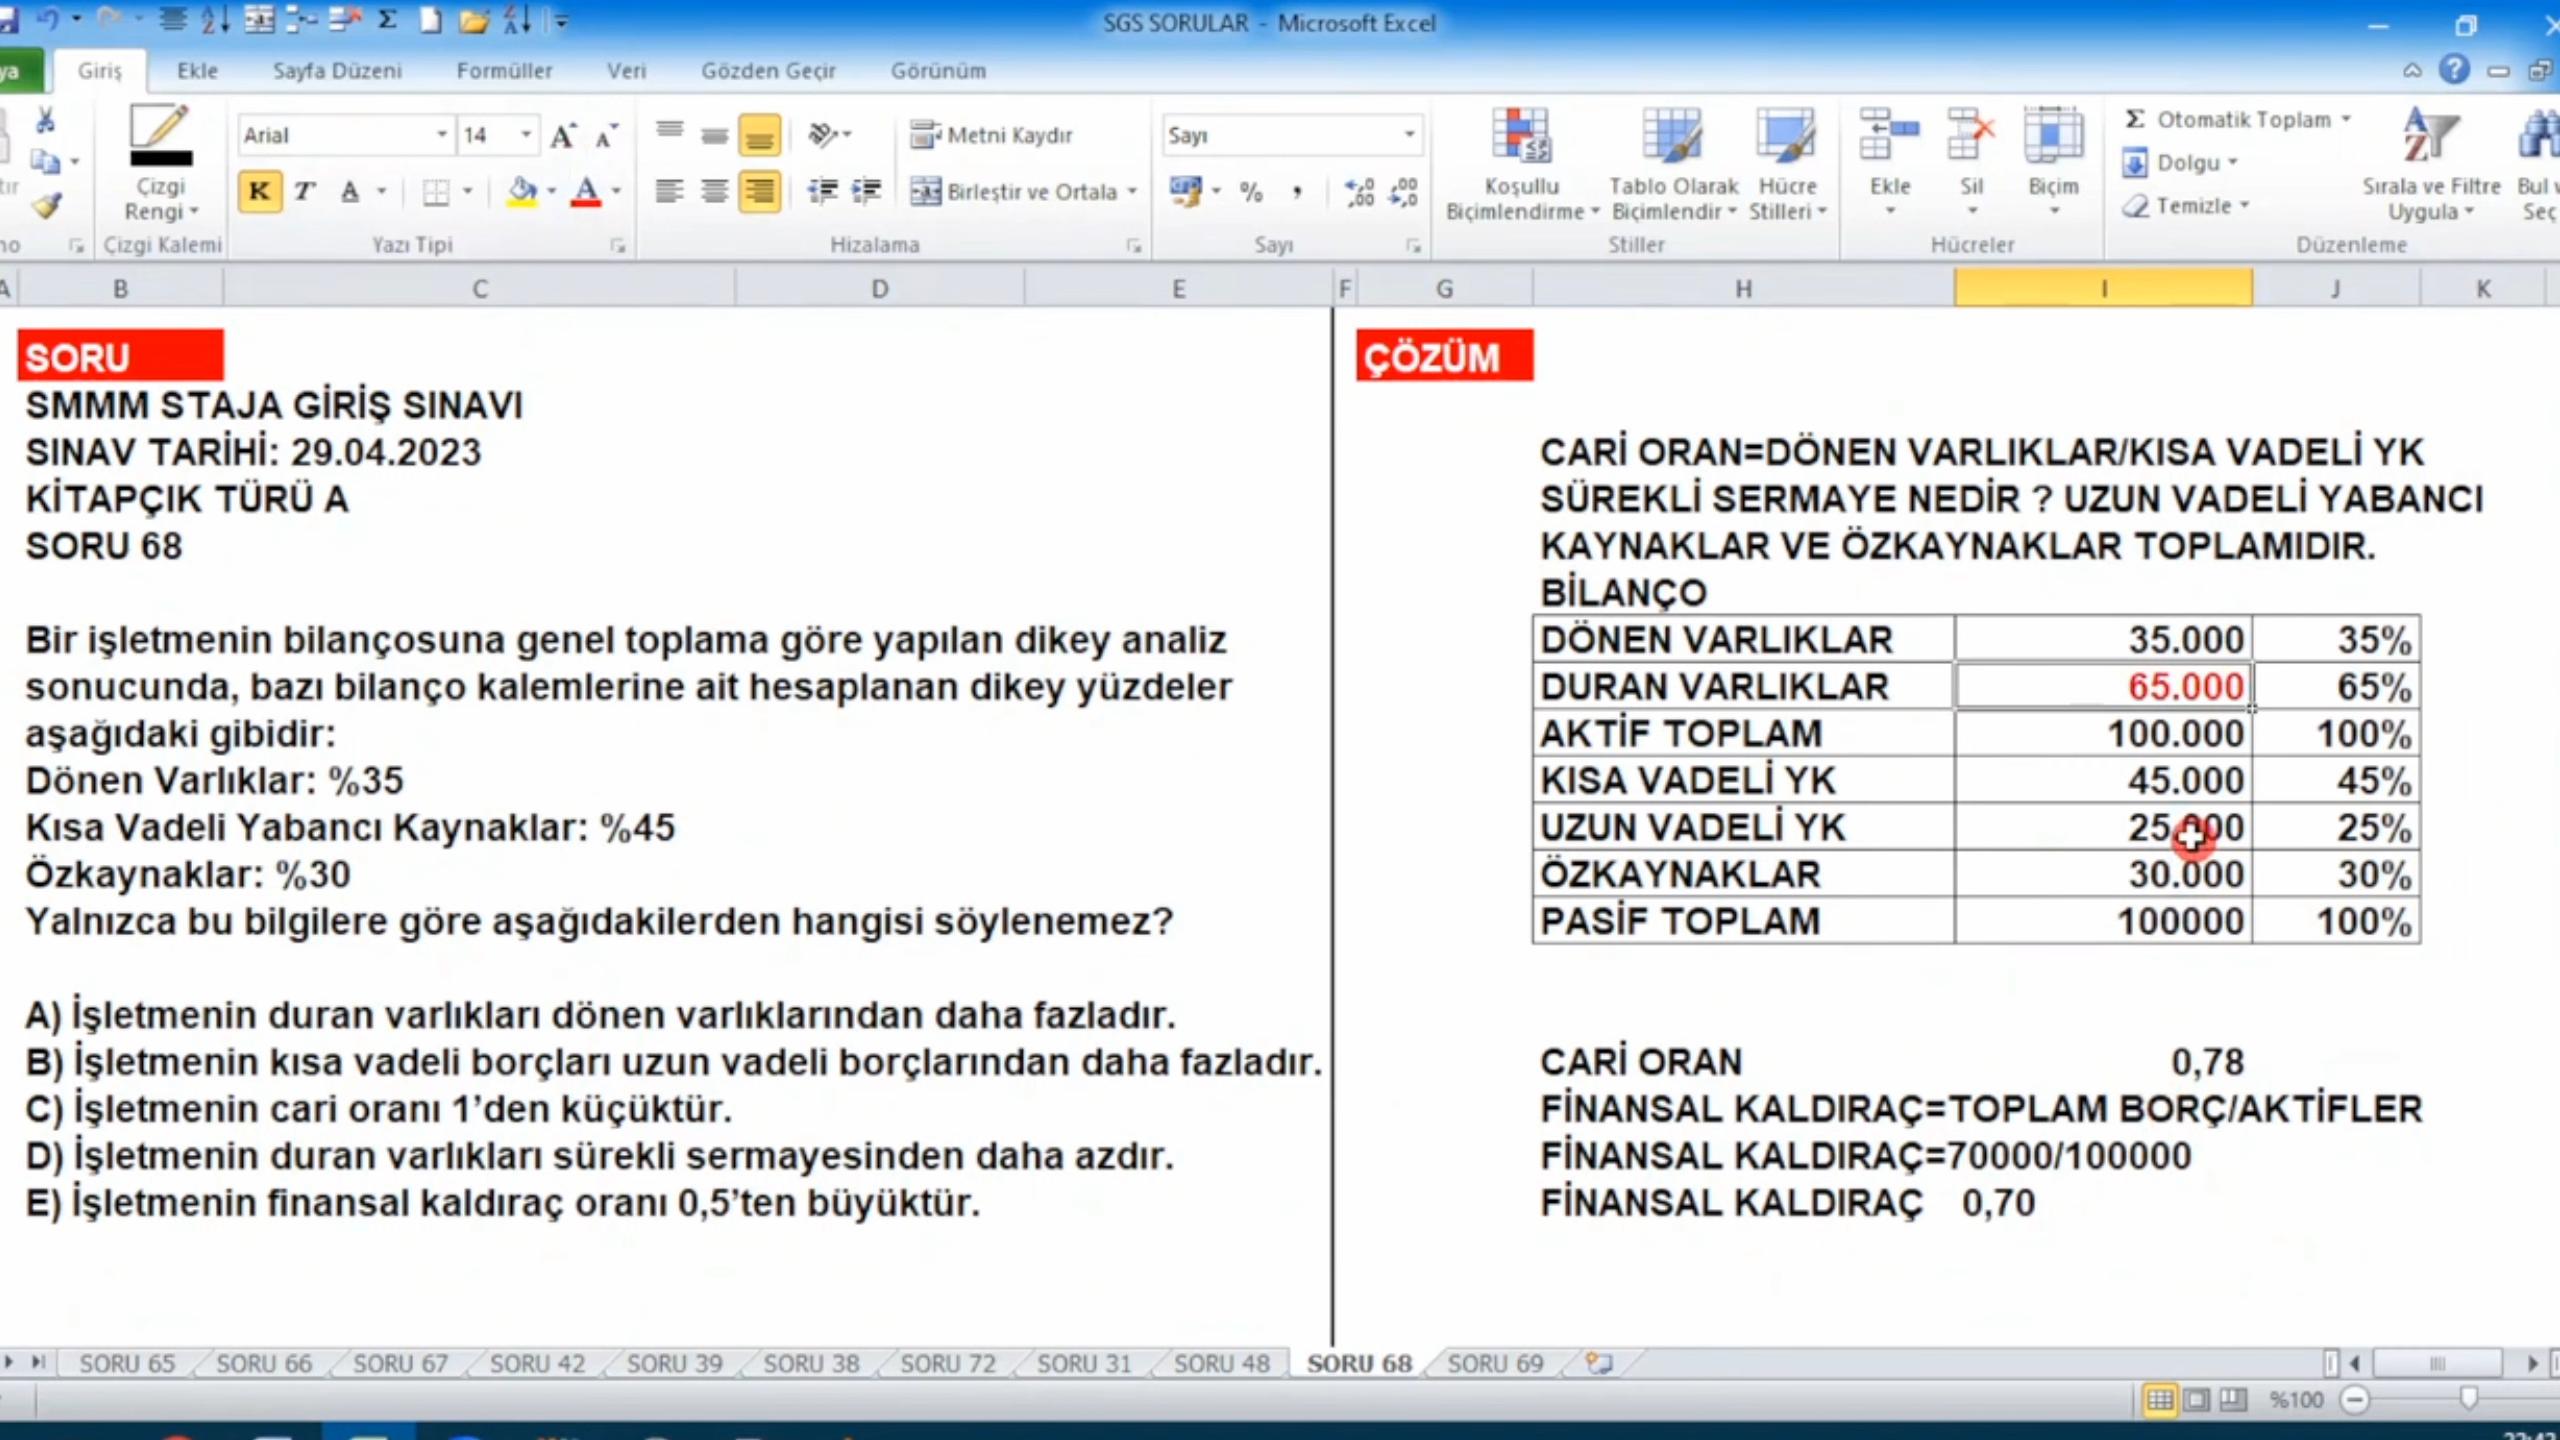 SGS SORULAR - Microsoft Excel
ya Giriş Ekle Sayfa Düzeni Formüller Veri Gözden Geçir Görünüm
Arial 14 Metni Kaydır Sayı Σ Otomatik Toplam
Çizgi Rengi K T A Birleştir ve Ortala % Koşullu Biçimlendirme Tablo Olarak Biçimlendir Hücre Stilleri Ekle Sil Biçim Dolgu Temizle Sırala ve Filtre Uygula Bul Seç
Çizgi Kalemi Yazı Tipi Hizalama Sayı Stiller Hücreler Düzenleme
A B C D E F G H I J K
SORU
SMMM STAJA GİRİŞ SINAVI
SINAV TARİHİ: 29.04.2023
KİTAPÇIK TÜRÜ A
SORU 68
Bir işletmenin bilançosuna genel toplama göre yapılan dikey analiz
sonucunda, bazı bilanço kalemlerine ait hesaplanan dikey yüzdeler
aşağıdaki gibidir:
Dönen Varlıklar: %35
Kısa Vadeli Yabancı Kaynaklar: %45
Özkaynaklar: %30
Yalnızca bu bilgilere göre aşağıdakilerden hangisi söylenemez?
A) İşletmenin duran varlıkları dönen varlıklarından daha fazladır.
B) İşletmenin kısa vadeli borçları uzun vadeli borçlarından daha fazladır.
C) İşletmenin cari oranı 1’den küçüktür.
D) İşletmenin duran varlıkları sürekli sermayesinden daha azdır.
E) İşletmenin finansal kaldıraç oranı 0,5’ten büyüktür.
ÇÖZÜM
CARİ ORAN=DÖNEN VARLIKLAR/KISA VADELİ YK
SÜREKLİ SERMAYE NEDİR ? UZUN VADELİ YABANCI
KAYNAKLAR VE ÖZKAYNAKLAR TOPLAMIDIR.
BİLANÇO
DÖNEN VARLIKLAR 35.000 35%
DURAN VARLIKLAR 65.000 65%
AKTİF TOPLAM 100.000 100%
KISA VADELİ YK 45.000 45%
UZUN VADELİ YK 25.000 25%
ÖZKAYNAKLAR 30.000 30%
PASİF TOPLAM 100000 100%
CARİ ORAN 0,78
FİNANSAL KALDIRAÇ=TOPLAM BORÇ/AKTİFLER
FİNANSAL KALDIRAÇ=70000/100000
FİNANSAL KALDIRAÇ 0,70
SORU 65 SORU 66 SORU 67 SORU 42 SORU 39 SORU 38 SORU 72 SORU 31 SORU 48 SORU 68 SORU 69
%100